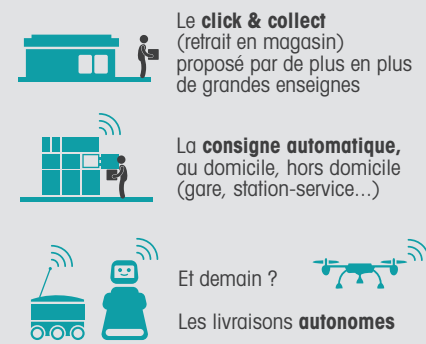 Le click & collect
(retrait en magasin)
proposé par de plus en plus
de grandes enseignes
La consigne automatique,
au domicile, hors domicile
(gare, station-service...)
Et demain ?
Les livraisons autonomes